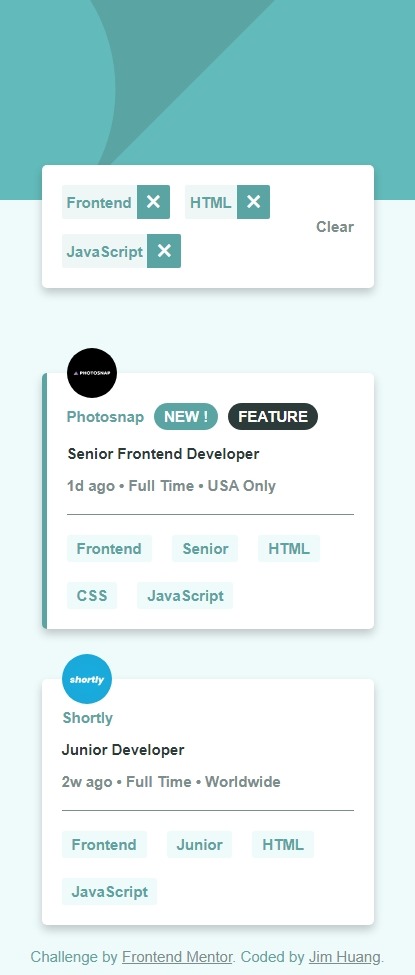 Frontend ✕ HTML ✕
Clear
JavaScript ✕
PHOTOSNAP
Photosnap NEW ! FEATURE
Senior Frontend Developer
1d ago • Full Time • USA Only
Frontend Senior HTML
CSS JavaScript
shortly
Shortly
Junior Developer
2w ago • Full Time • Worldwide
Frontend Junior HTML
JavaScript
Challenge by Frontend Mentor. Coded by Jim Huang.